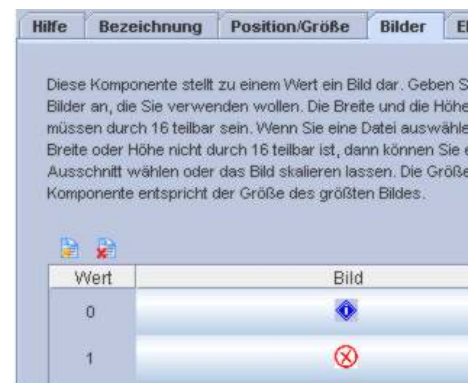 Hilfe Bezeichnung Position/Größe Bilder
Diese Komponente stellt zu einem Wert ein Bild dar. Geben
Bilder an, die Sie verwenden wollen. Die Breite und die Höhe
müssen durch 16 teilbar sein. Wenn Sie eine Datei auswähle
Breite oder Höhe nicht durch 16 teilbar ist, dann können Sie
Ausschnitt wählen oder das Bild skalieren lassen. Die Größe
Komponente entspricht der Größe des größten Bildes.
Wert Bild
0
1